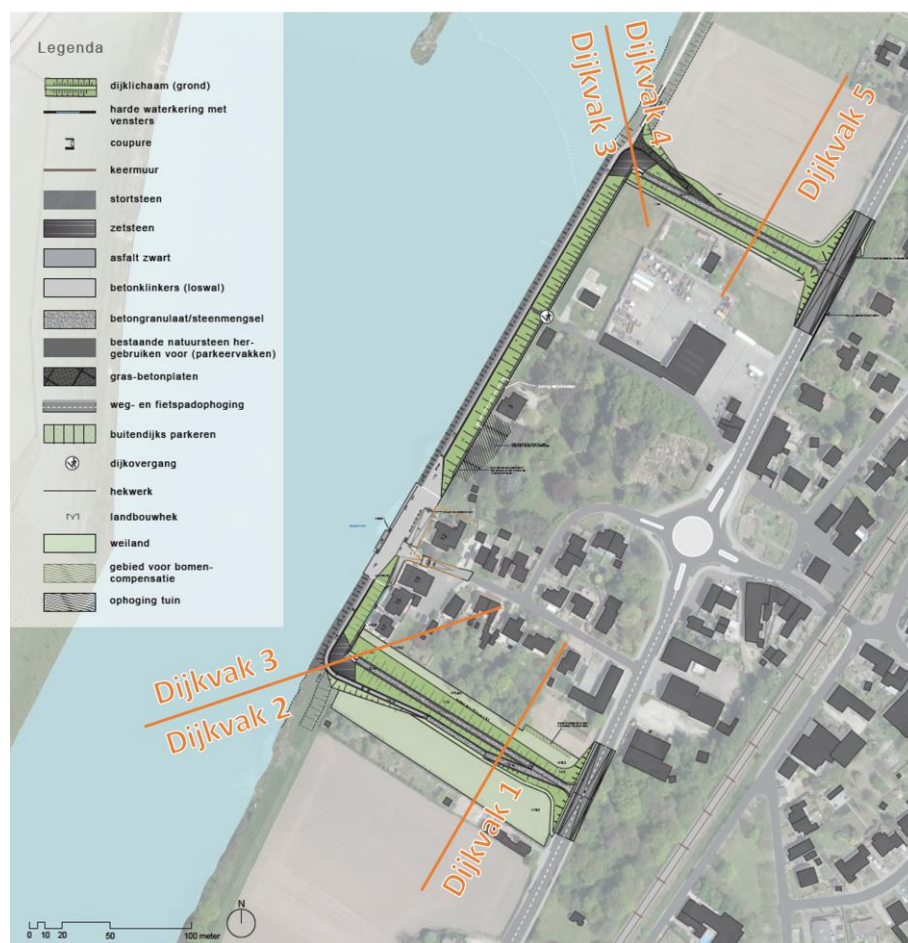 Legenda
dijklichaam (grond)
harde waterkering met
vensters
coupure
keermuur
stortsteen
zetsteen
asfalt zwart
betonklinkers (loswal)
betongranulaat/steenmengsel
bestaande natuursteen her-
gebruiken voor (parkeervakken)
gras-betonplaten
weg- en fietspadophoging
buitendijks parkeren
dijkovergang
hekwerk
landbouwhek
weiland
gebied voor bomen-
compensatie
ophoging tuin
Dijkvak 3
Dijkvak 4
Dijkvak 5
Dijkvak 3
Dijkvak 2
Dijkvak 1
N
0 10 20 50 100 meter